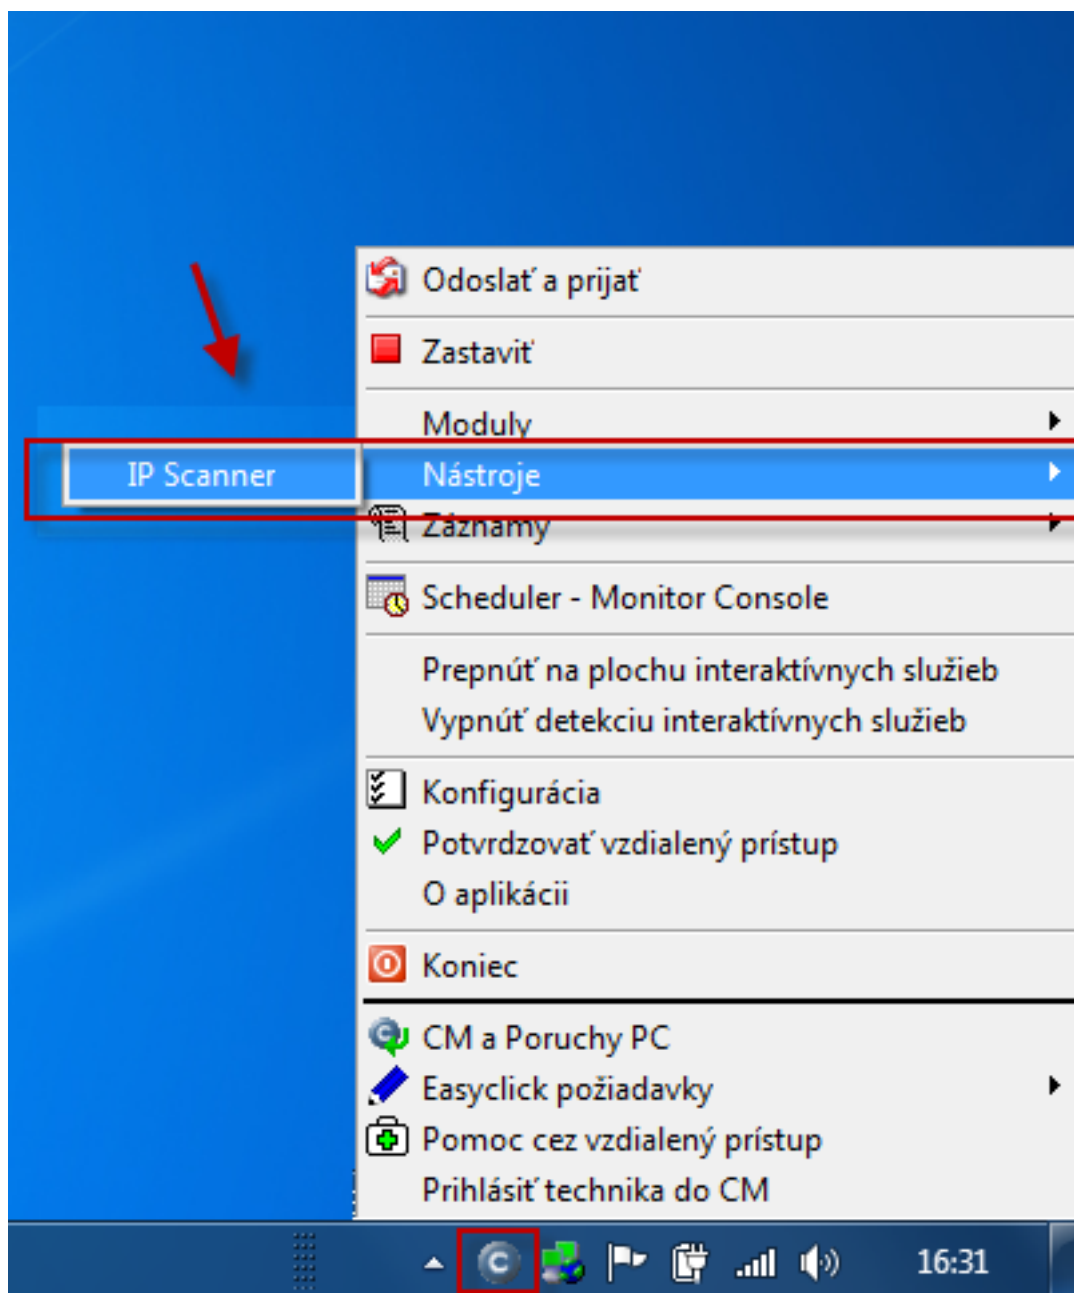 Odoslať a prijať
Zastaviť
Moduly
IP Scanner
Nástroje
Záznamy
Scheduler - Monitor Console
Prepnúť na plochu interaktívnych služieb
Vypnúť detekciu interaktívnych služieb
Konfigurácia
Potvrdzovať vzdialený prístup
O aplikácii
Koniec
CM a Poruchy PC
Easyclick požiadavky
Pomoc cez vzdialený prístup
Prihlásiť technika do CM
C
16:31